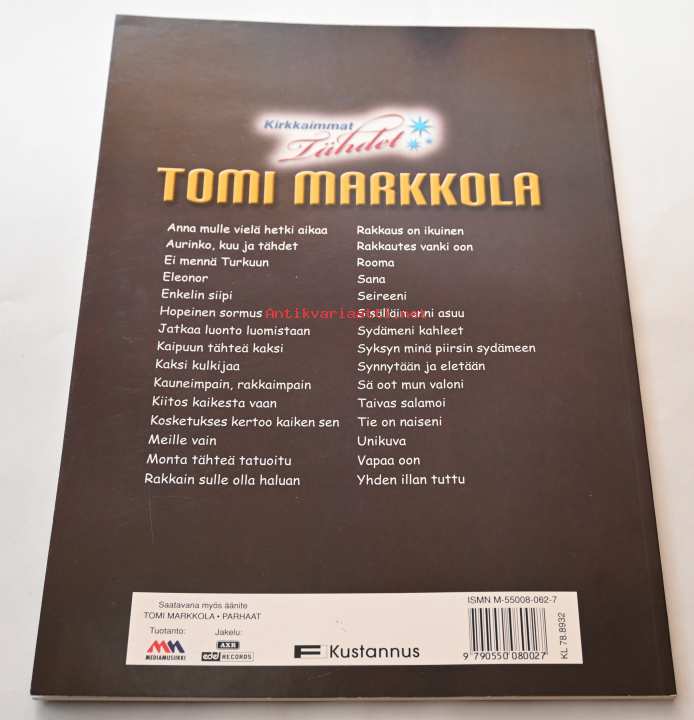 Kirkkaimmat
Tähdet
TOMI MARKKOLA
Anna mulle vielä hetki aikaa
Aurinko, kuu ja tähdet
Ei mennä Turkuun
Eleonor
Enkelin siipi
Hopeinen sormus
Jatkaa luonto luomistaan
Kaipuun tähteä kaksi
Kaksi kulkijaa
Kauneimpain, rakkaimpain
Kiitos kaikesta vaan
Kosketukses kertoo kaiken sen
Meille vain
Monta tähteä tatuoitu
Rakkain sulle olla haluan
Rakkaus on ikuinen
Rakkautes vanki oon
Rooma
Sana
Seireeni
asuu
Sydämeni kahleet
Syksyn minä piirsin sydämeen
Synnytään ja eletään
Sä oot mun valoni
Taivas salamoi
Tie on naiseni
Unikuva
Vapaa oon
Yhden illan tuttu
Saatavana myös äänite
TOMI MARKKOLA • PARHAAT
Tuotanto:
Jakelu:
MM
MEDIAMUSIIKKI
AXR
edel RECORDS
F Kustannus
ISMN M-55008-062-7
9 790550 080027
KL 78.8932